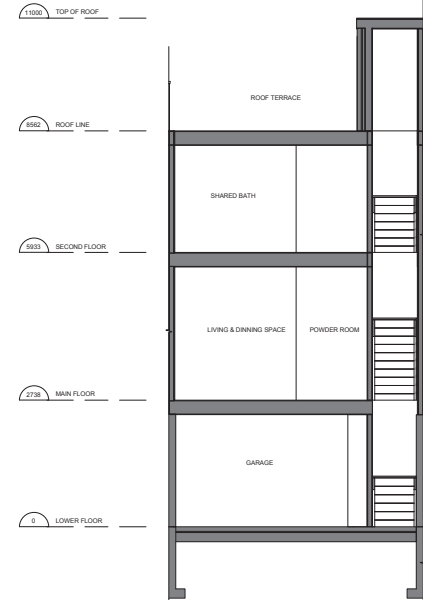 11000 TOP OF ROOF
ROOF TERRACE
8562 ROOF LINE
SHARED BATH
5933 SECOND FLOOR
LIVING & DINNING SPACE POWDER ROOM
2738 MAIN FLOOR
GARAGE
0 LOWER FLOOR